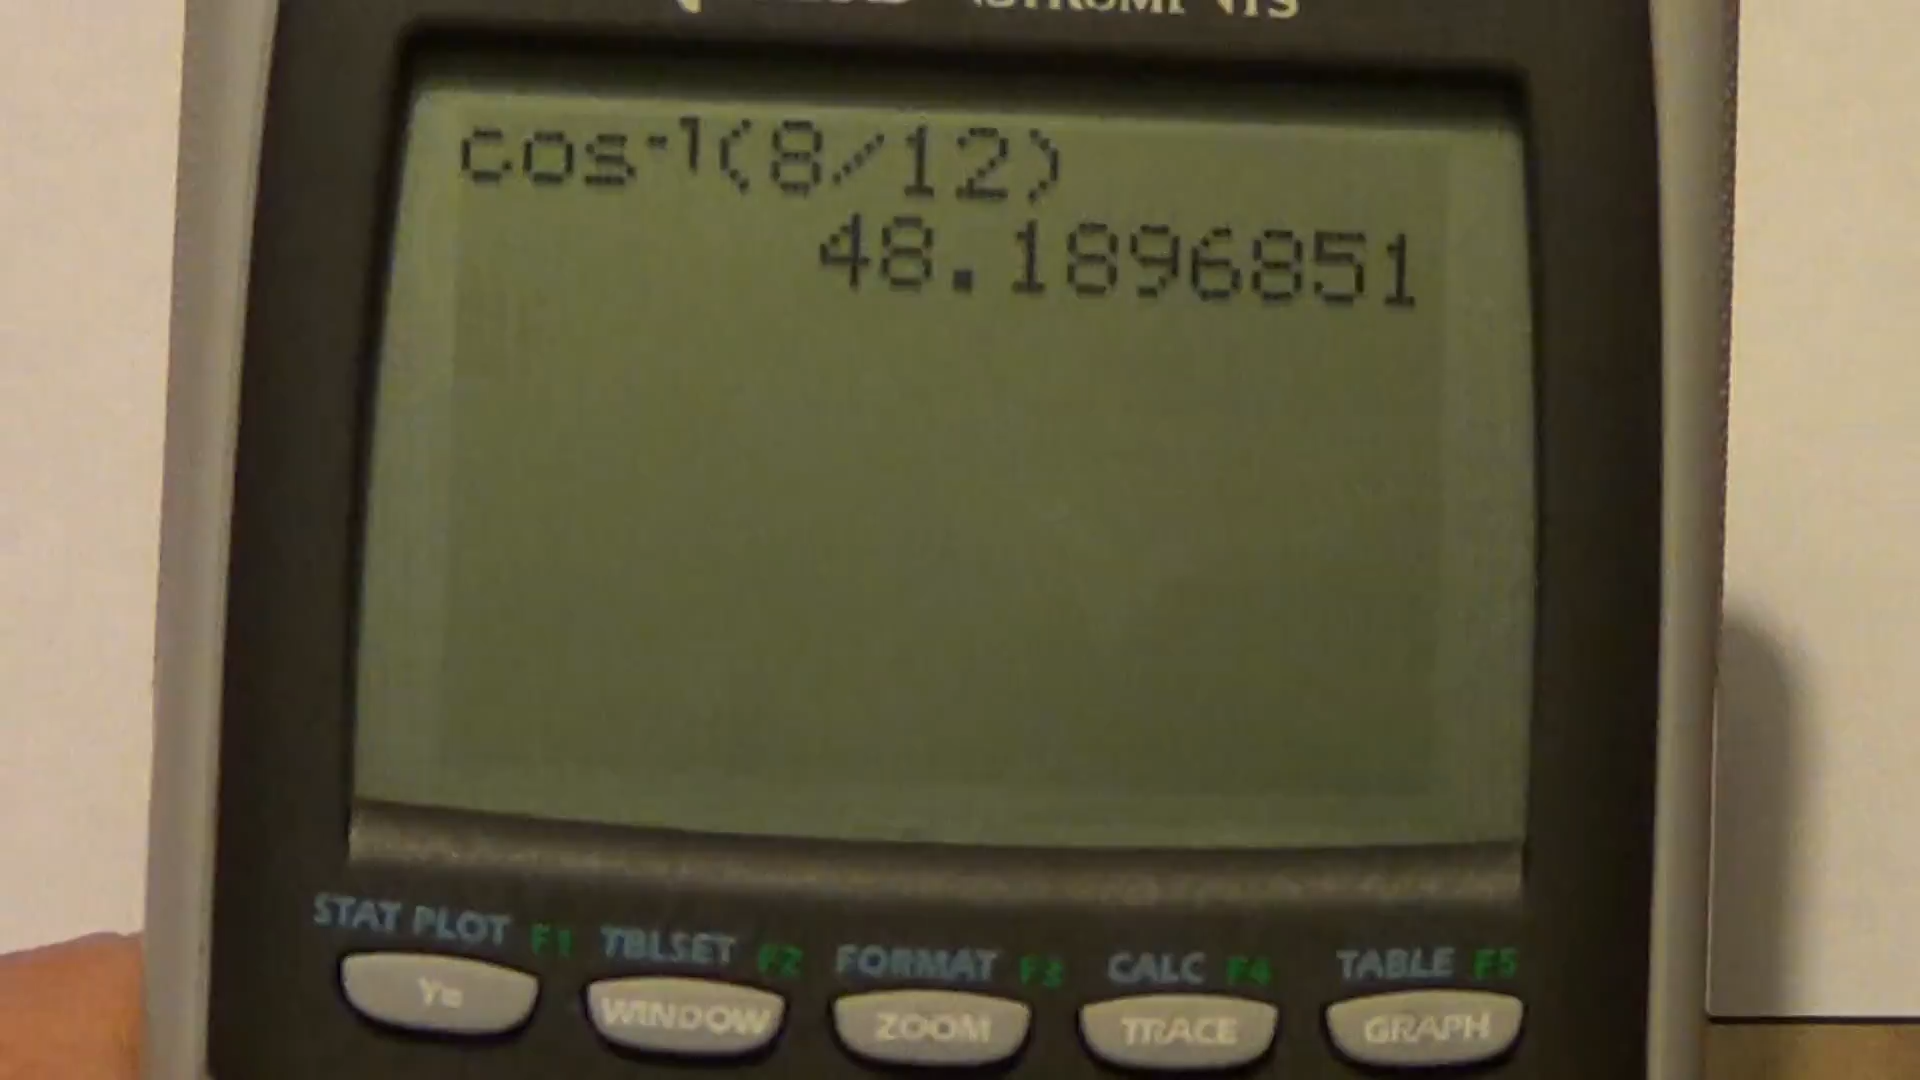 cos⁻¹(8/12)
48.1896851
STAT PLOT F1 TBLSET F2 FORMAT F3 CALC F4 TABLE F5
Y= WINDOW ZOOM TRACE GRAPH